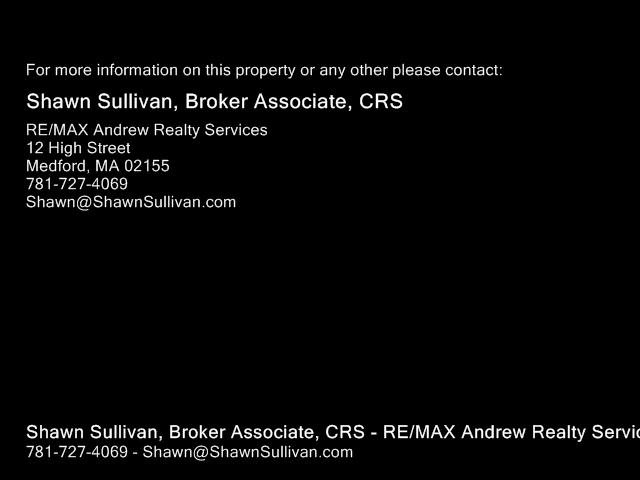 For more information on this property or any other please contact:
Shawn Sullivan, Broker Associate, CRS
RE/MAX Andrew Realty Services
12 High Street
Medford, MA 02155
781-727-4069
Shawn@ShawnSullivan.com
Shawn Sullivan, Broker Associate, CRS - RE/MAX Andrew Realty Servic
781-727-4069 - Shawn@ShawnSullivan.com